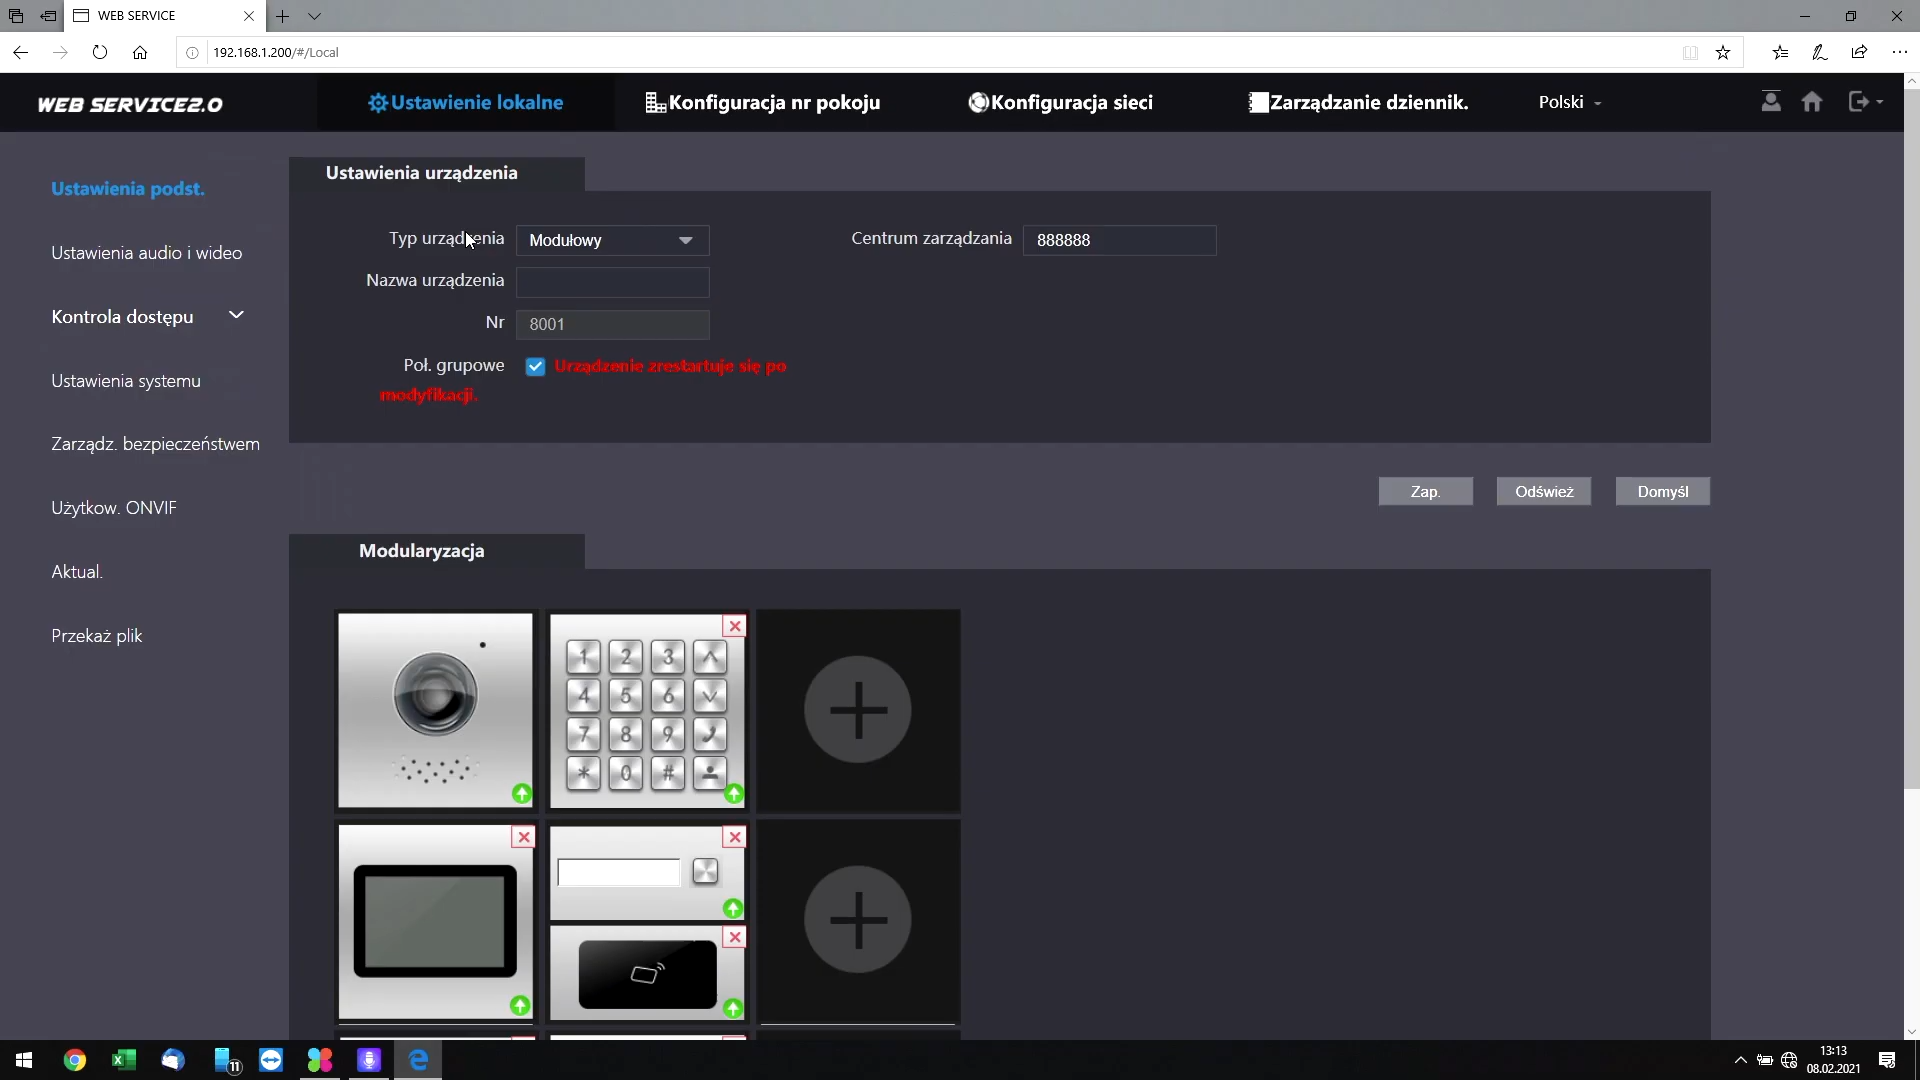 WEB SERVICE
192.168.1.200/#/Local
WEB SERVICE2.0
Ustawienie lokalne
Konfiguracja nr pokoju
Konfiguracja sieci
Zarządzanie dziennik.
Polski
Ustawienia podst.
Ustawienia audio i wideo
Kontrola dostępu
Ustawienia systemu
Zarządz. bezpieczeństwem
Użytkow. ONVIF
Aktual.
Przekaż plik
Ustawienia urządzenia
Typ urządzenia
Modułowy
Centrum zarządzania
888888
Nazwa urządzenia
Nr
8001
Poł. grupowe
Urządzenie zrestartuje się po
modyfikacji.
Zap.
Odśwież
Domyśl
Modularyzacja
1 2 3
4 5 6
7 8 9
* 0 #
11
13:13
08.02.2021